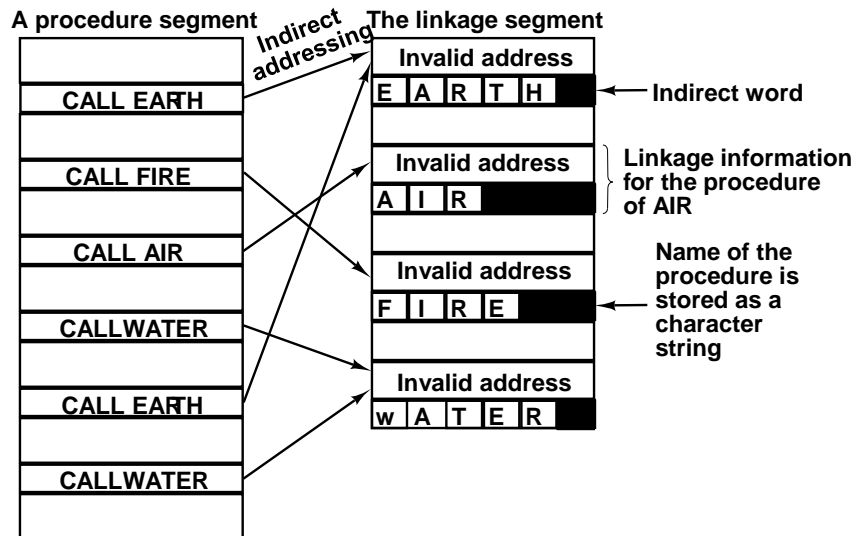 A procedure segment
CALL EARTH
CALL FIRE
CALL AIR
CALLWATER
CALL EARTH
CALLWATER
Indirect
addressing
The linkage segment
Invalid address
E A R T H
Invalid address
A I R
Invalid address
F I R E
Invalid address
w A T E R
Indirect word
Linkage information
for the procedure
of AIR
Name of the
procedure is
stored as a
character
string